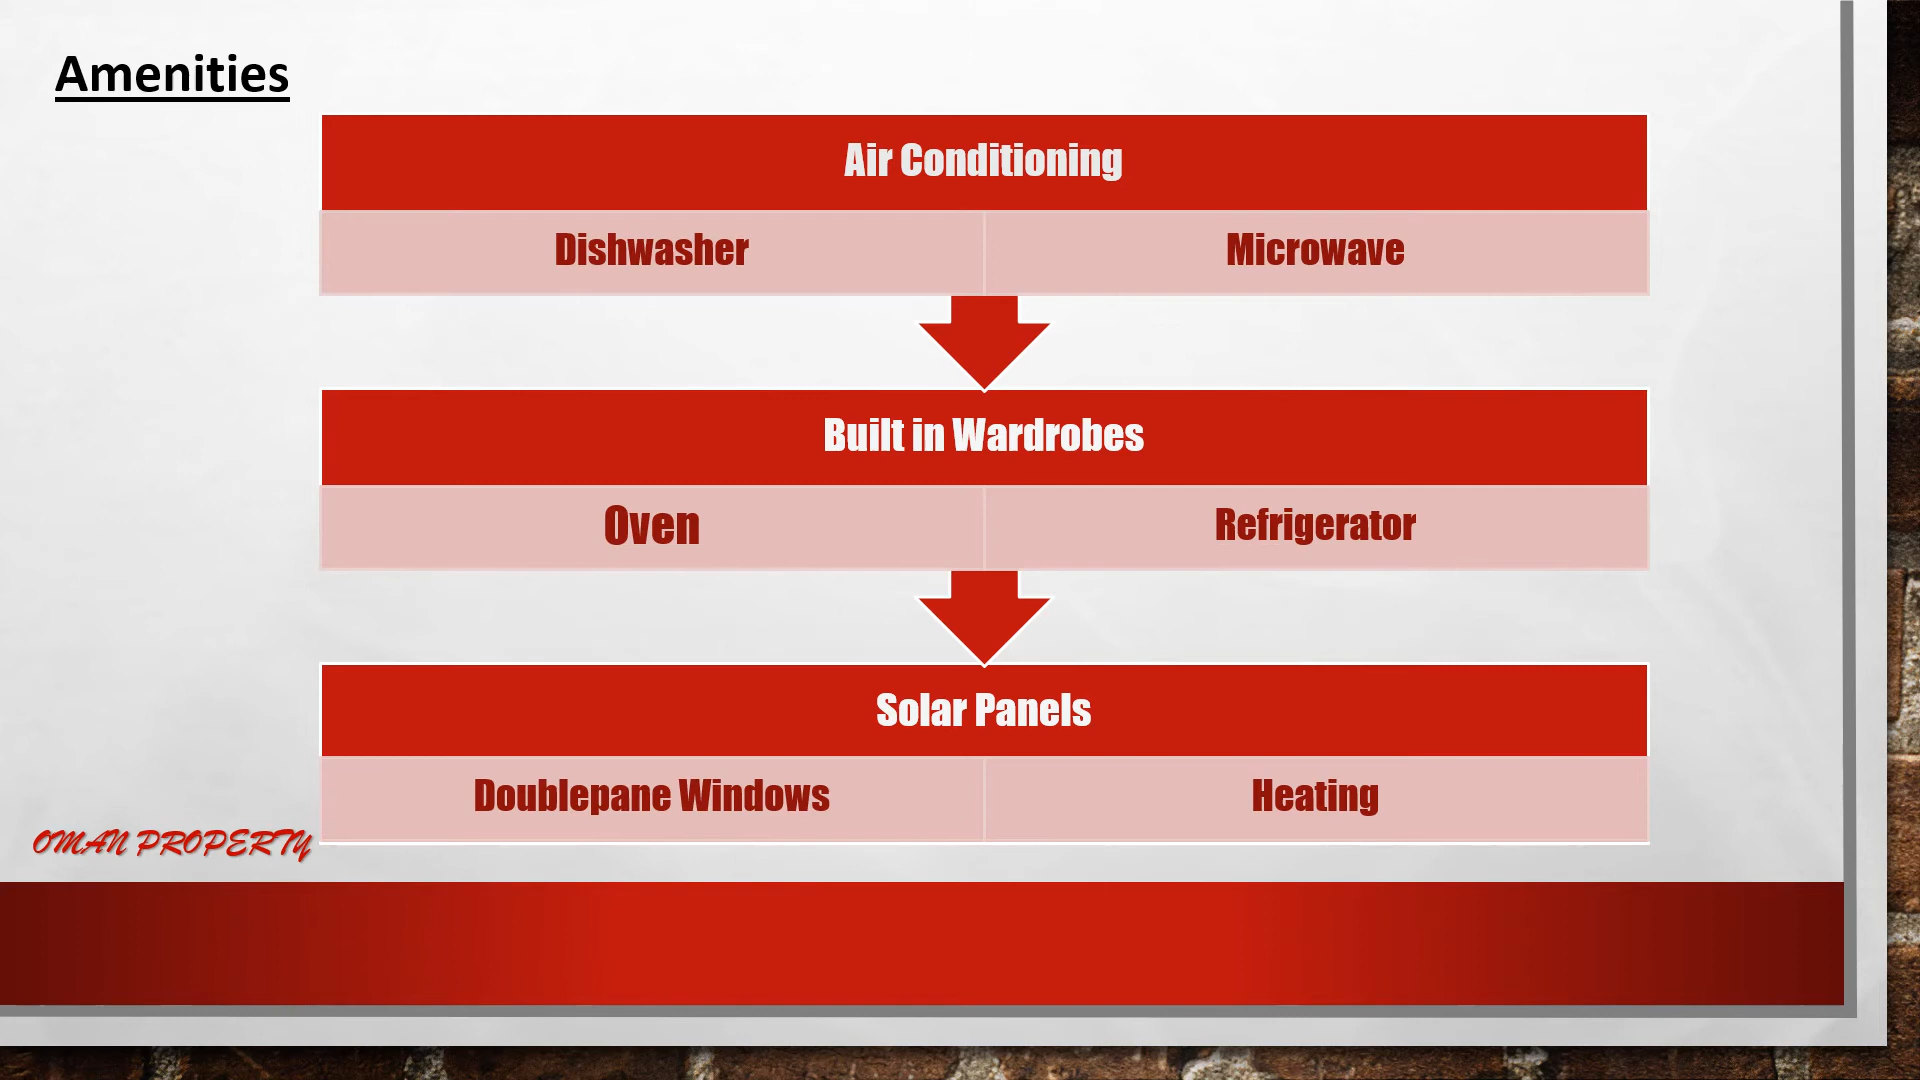 Amenities
Air Conditioning
Dishwasher
Microwave
Built in Wardrobes
Oven
Refrigerator
Solar Panels
Doublepane Windows
Heating
OMAN PROPERTY